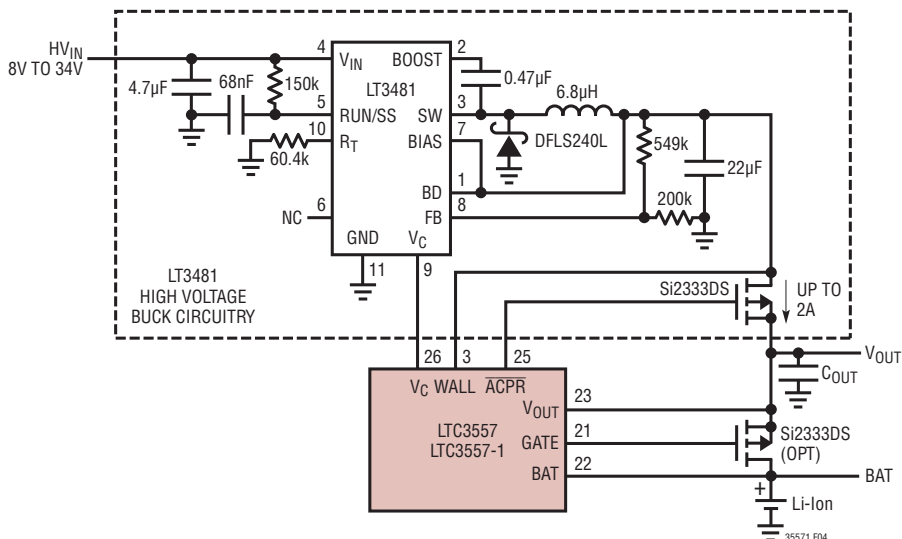 HVIN
8V TO 34V
4.7µF
68nF
150k
4
VIN
BOOST
2
0.47µF
LT3481
5
RUN/SS
SW
3
6.8µH
10
RT
60.4k
BIAS
7
DFLS240L
549k
22µF
BD
1
6
NC
FB
8
200k
GND
VC
11
9
LT3481
HIGH VOLTAGE
BUCK CIRCUITRY
Si2333DS
UP TO
2A
26
3
25
VC
WALL
ACPR
VOUT
COUT
VOUT
23
LTC3557
LTC3557-1
GATE
21
Si2333DS
(OPT)
BAT
22
BAT
+
Li-Ion
35571 F04